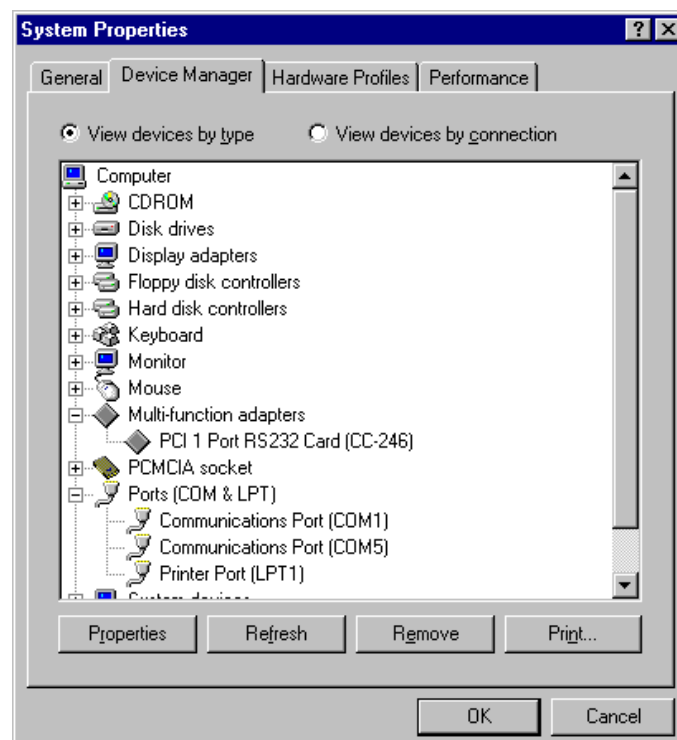 System Properties
General Device Manager Hardware Profiles Performance
View devices by type View devices by connection
Computer
CDROM
Disk drives
Display adapters
Floppy disk controllers
Hard disk controllers
Keyboard
Monitor
Mouse
Multi-function adapters
PCI 1 Port RS232 Card (CC-246)
PCMCIA socket
Ports (COM & LPT)
Communications Port (COM1)
Communications Port (COM5)
Printer Port (LPT1)
System devices
Properties Refresh Remove Print...
OK Cancel